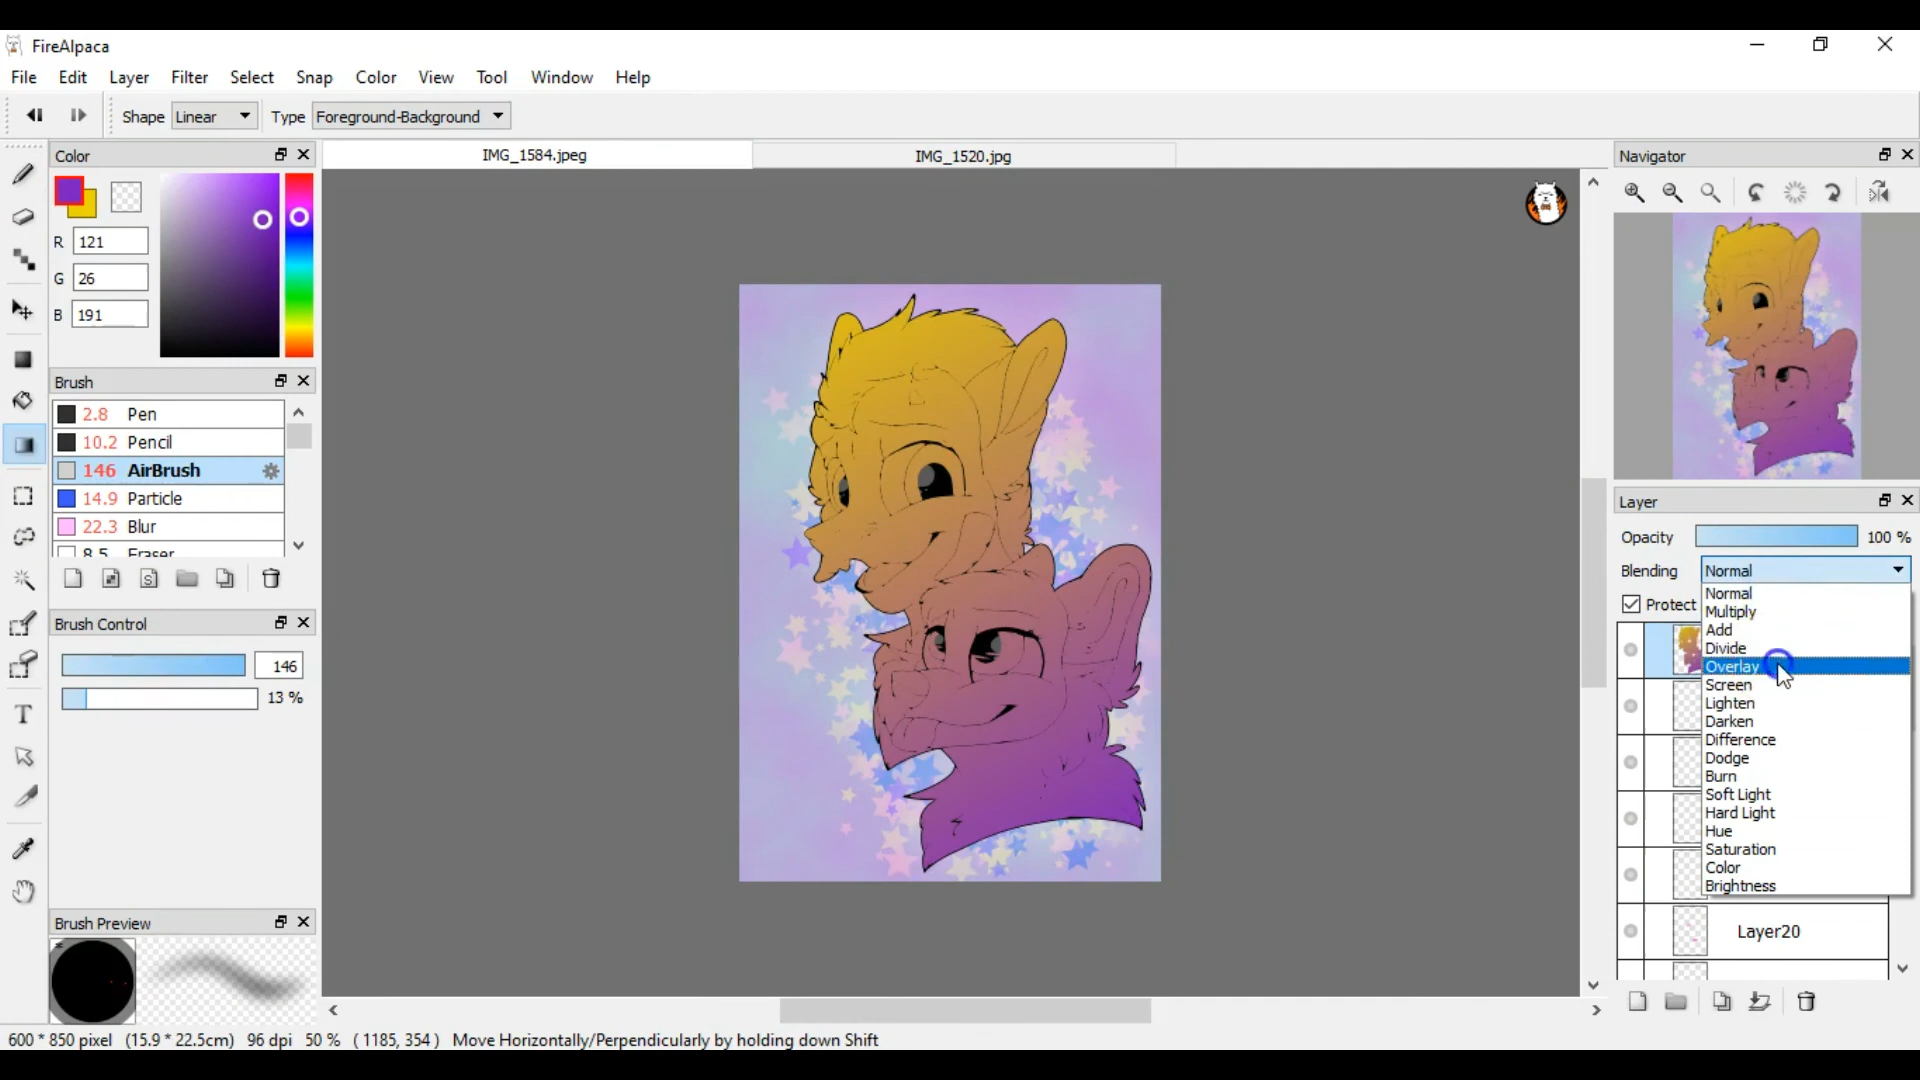 FireAlpaca
File Edit Layer Filter Select Snap Color View Tool Window Help
Shape Linear Type Foreground-Background
Color
IMG_1584.jpeg
IMG_1520.jpg
Navigator
R 121
G 26
B 191
Brush
2.8 Pen
10.2 Pencil
146 AirBrush
14.9 Particle
22.3 Blur
8.5 Eraser
Brush Control
146
13 %
Brush Preview
Layer
Opacity 100 %
Blending Normal
Protect
Normal
Multiply
Add
Divide
Overlay
Screen
Lighten
Darken
Difference
Dodge
Burn
Soft Light
Hard Light
Hue
Saturation
Color
Brightness
Layer20
600 * 850 pixel (15.9 * 22.5cm) 96 dpi 50 % ( 1185, 354 ) Move Horizontally/Perpendicularly by holding down Shift